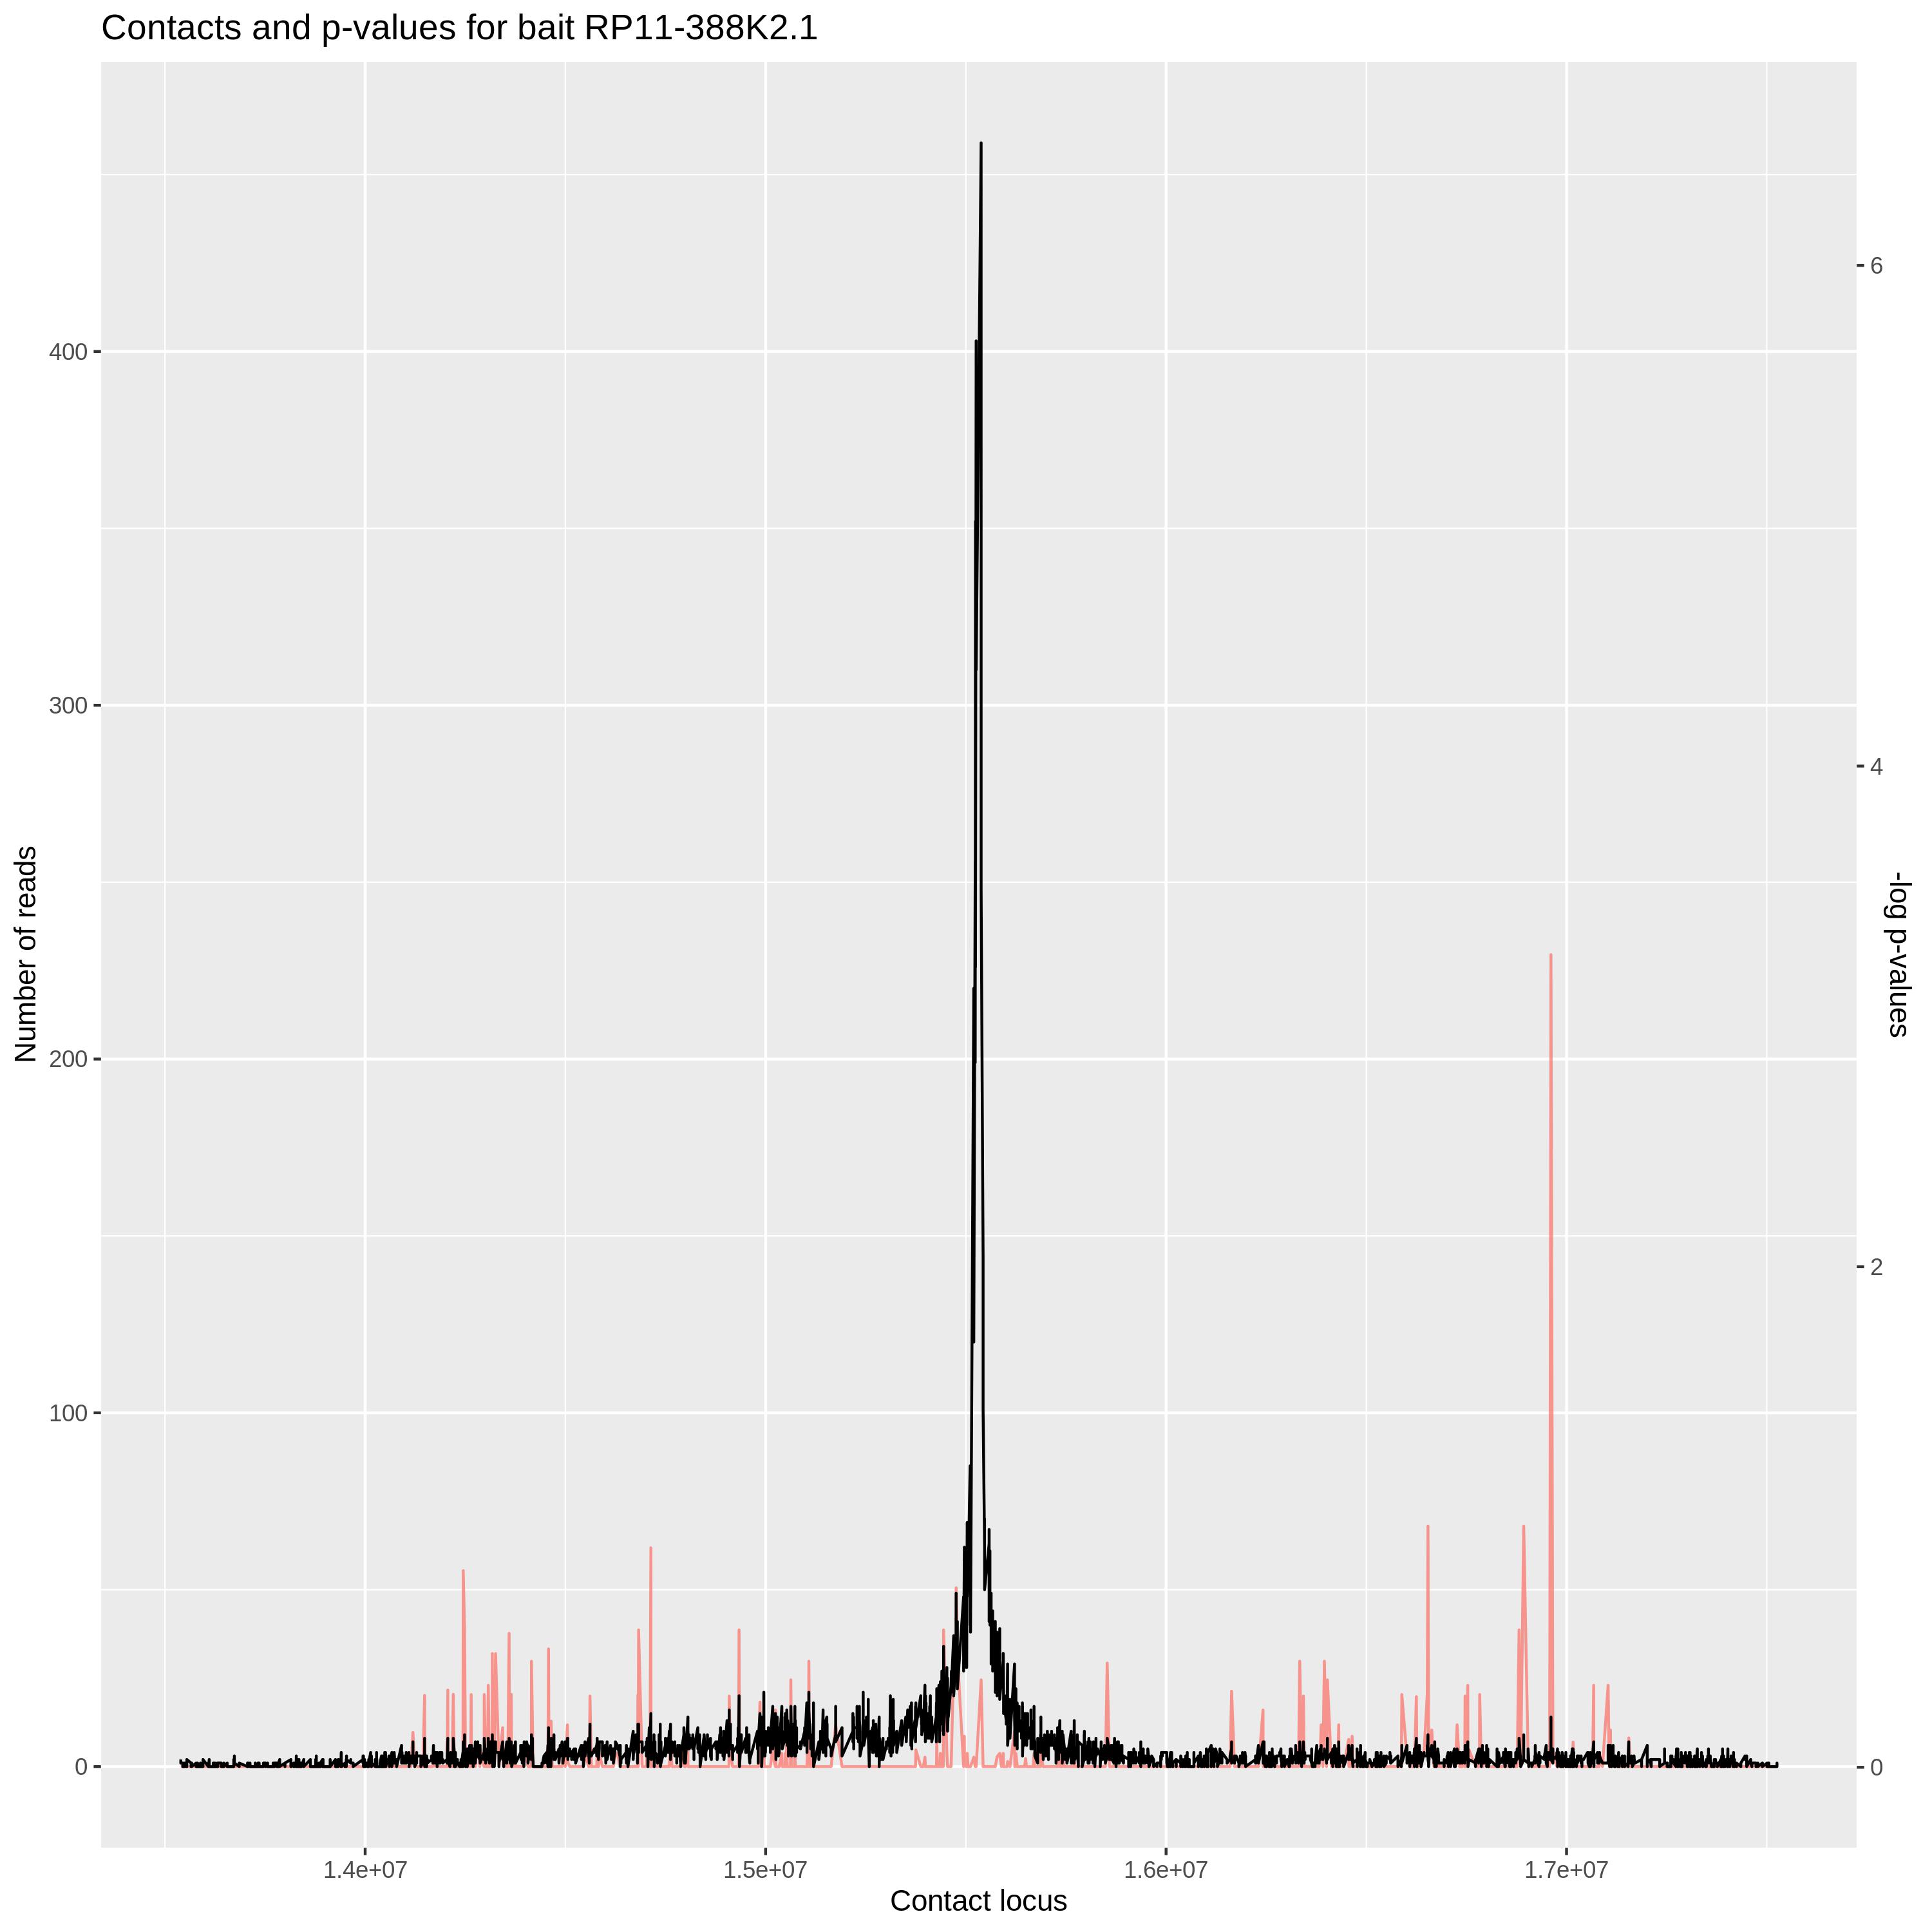 Contacts and p-values for bait RP11-388K2.1
Number of reads
400
300
200
100
0
6
4
2
0
-log p-values
1.4e+07
1.5e+07
1.6e+07
1.7e+07
Contact locus